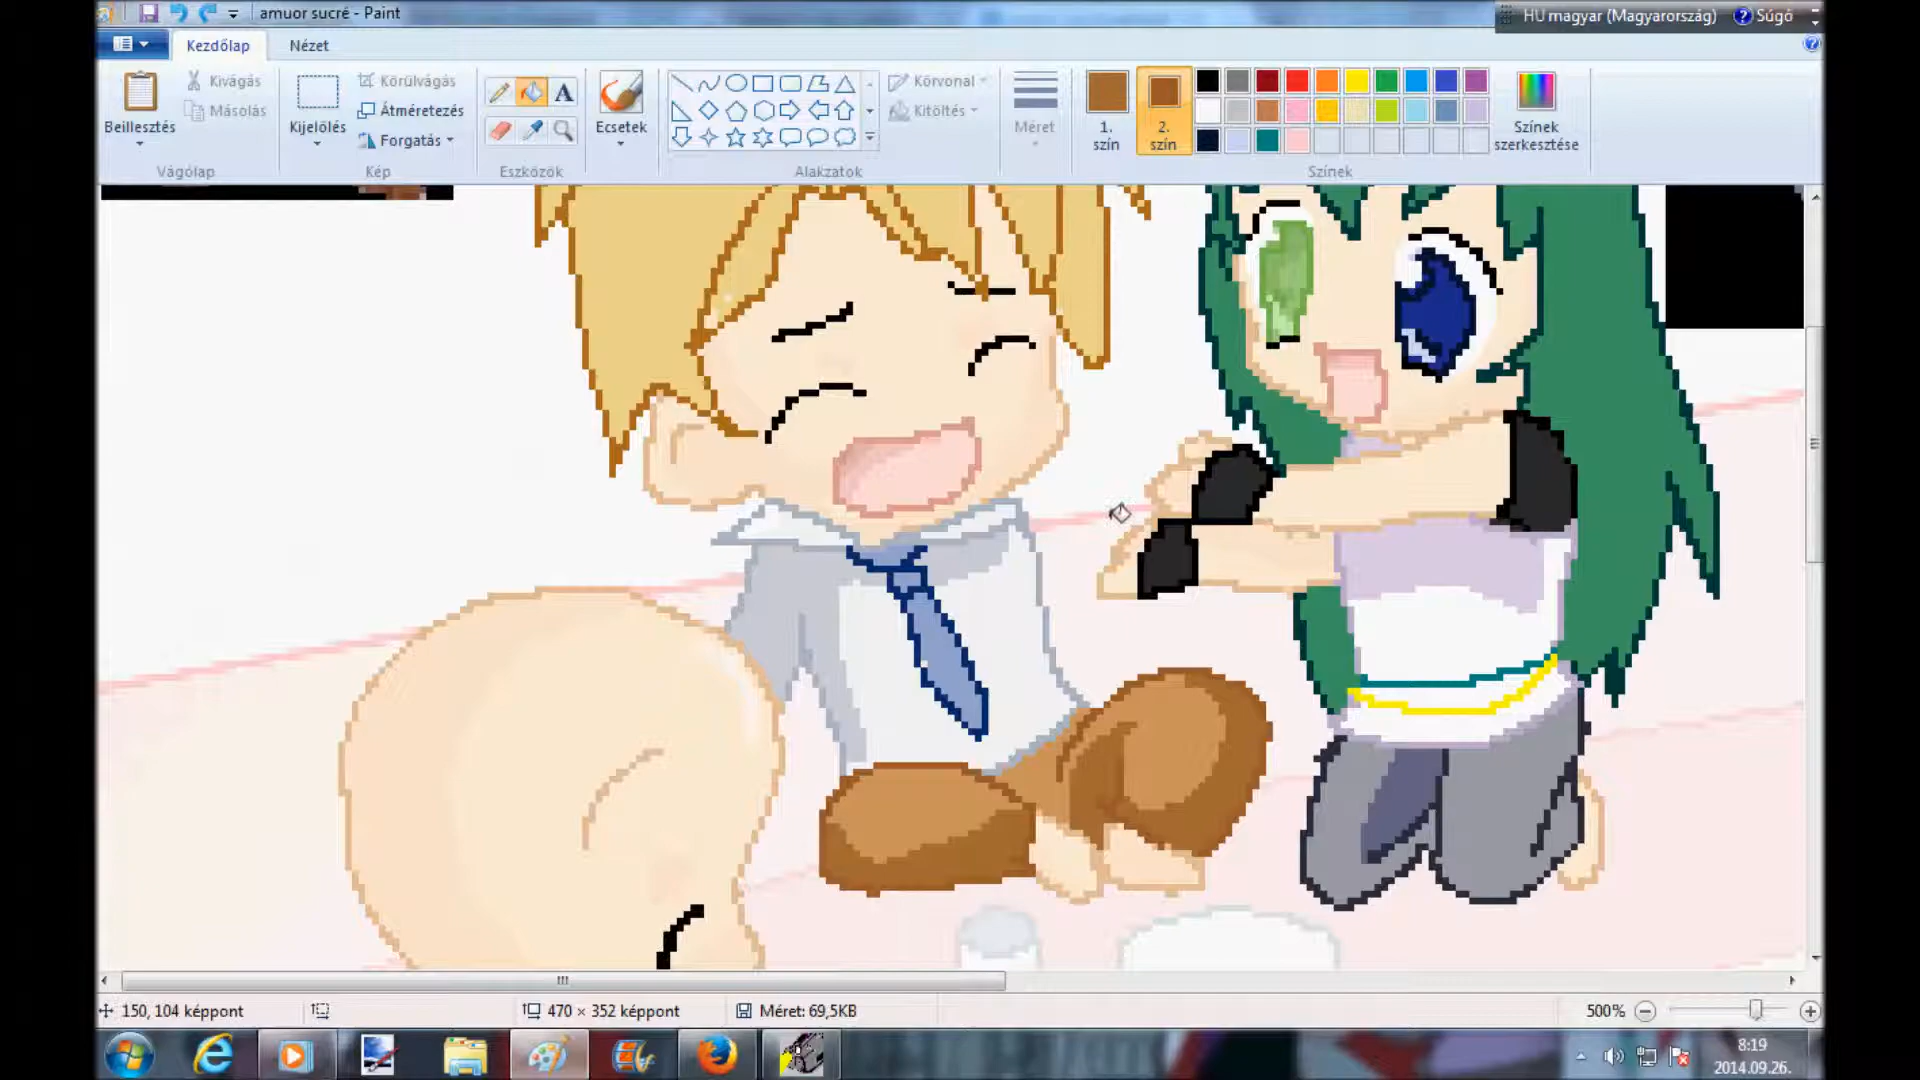 amuor sucré - Paint
HU magyar (Magyarország)
Súgó
Kezdőlap
Nézet
Beillesztés
Kivágás
Másolás
Vágólap
Kijelölés
Körülvágás
Átméretezés
Forgatás
Kép
A
Eszközök
Ecsetek
Alakzatok
Körvonal
Kitöltés
Méret
1. szín
2. szín
Színek
Színek szerkesztése
150, 104 képpont
470 × 352 képpont
Méret: 69,5KB
500%
8:19
2014.09.26.